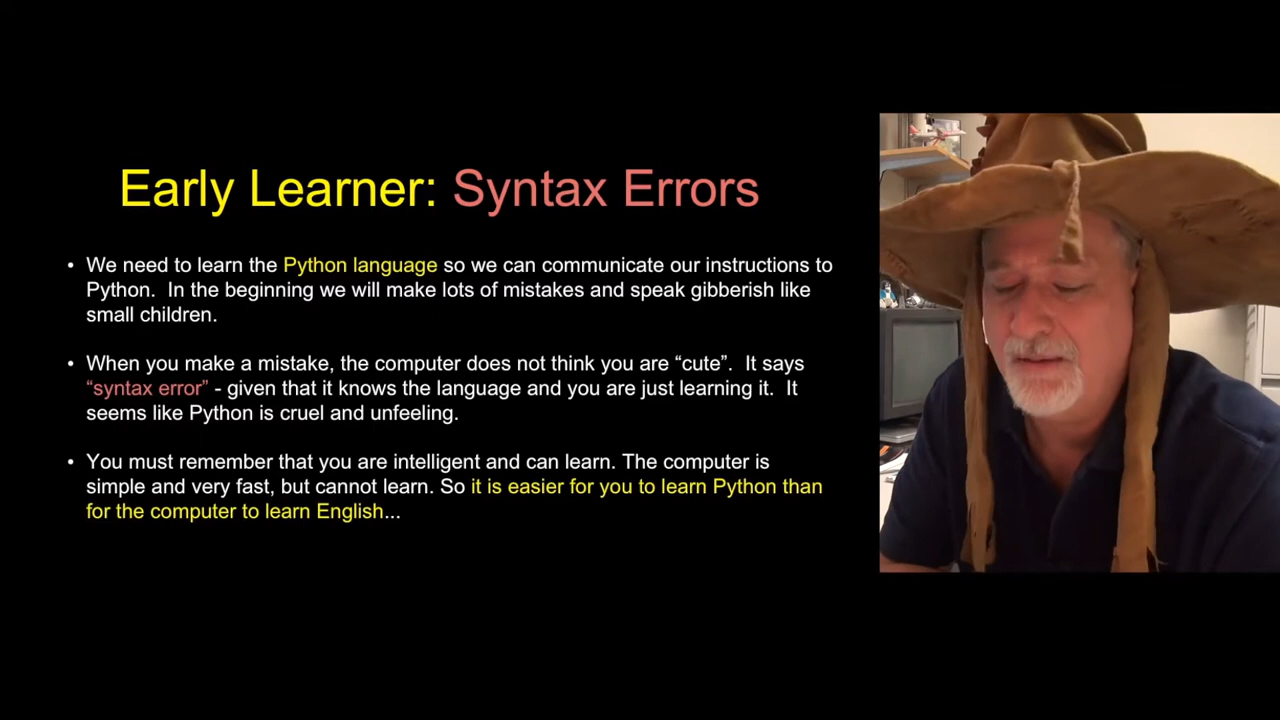 Early Learner: Syntax Errors
• We need to learn the Python language so we can communicate our instructions to
Python.  In the beginning we will make lots of mistakes and speak gibberish like
small children.
• When you make a mistake, the computer does not think you are “cute”.  It says
“syntax error” - given that it knows the language and you are just learning it.  It
seems like Python is cruel and unfeeling.
• You must remember that you are intelligent and can learn. The computer is
simple and very fast, but cannot learn. So it is easier for you to learn Python than
for the computer to learn English...